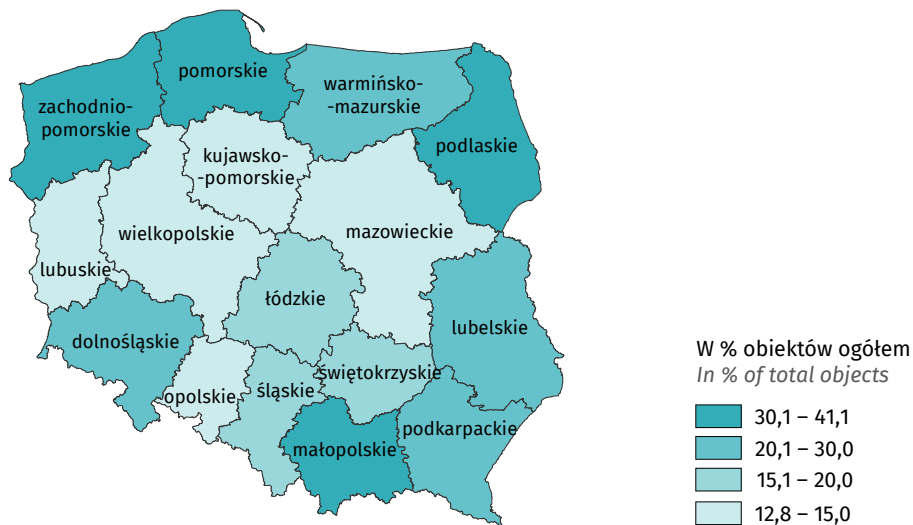 pomorskie
zachodnio-
pomorskie
warmińsko-
-mazurskie
podlaskie
kujawsko-
-pomorskie
wielkopolskie
mazowieckie
lubuskie
łódzkie
lubelskie
dolnośląskie
opolskie
śląskie
świętokrzyskie
podkarpackie
małopolskie
W % obiektów ogółem
In % of total objects
30,1 – 41,1
20,1 – 30,0
15,1 – 20,0
12,8 – 15,0